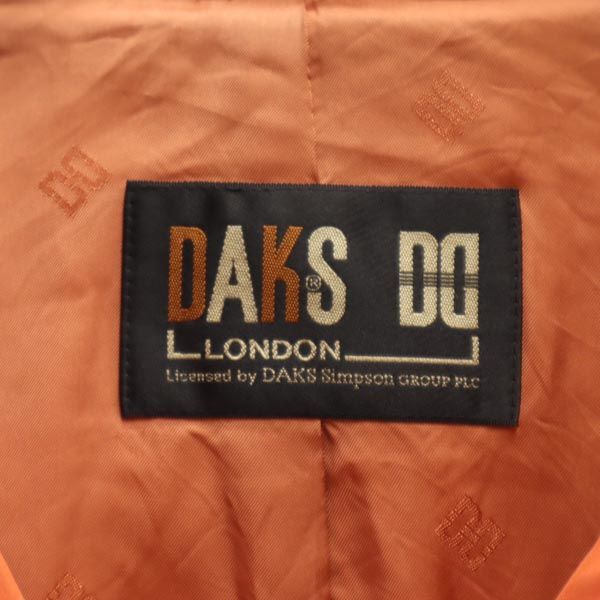 DAKS® DD
LONDON
Licensed by DAKS Simpson GROUP PLC